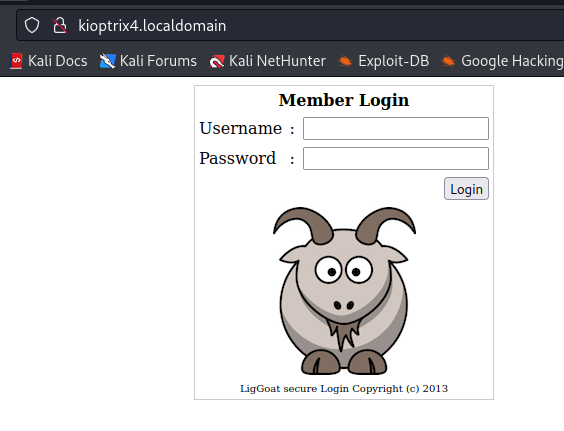 kioptrix4.localdomain
Kali Docs Kali Forums Kali NetHunter Exploit-DB Google Hacking
Member Login
Username :
Password :
Login
LigGoat secure Login Copyright (c) 2013